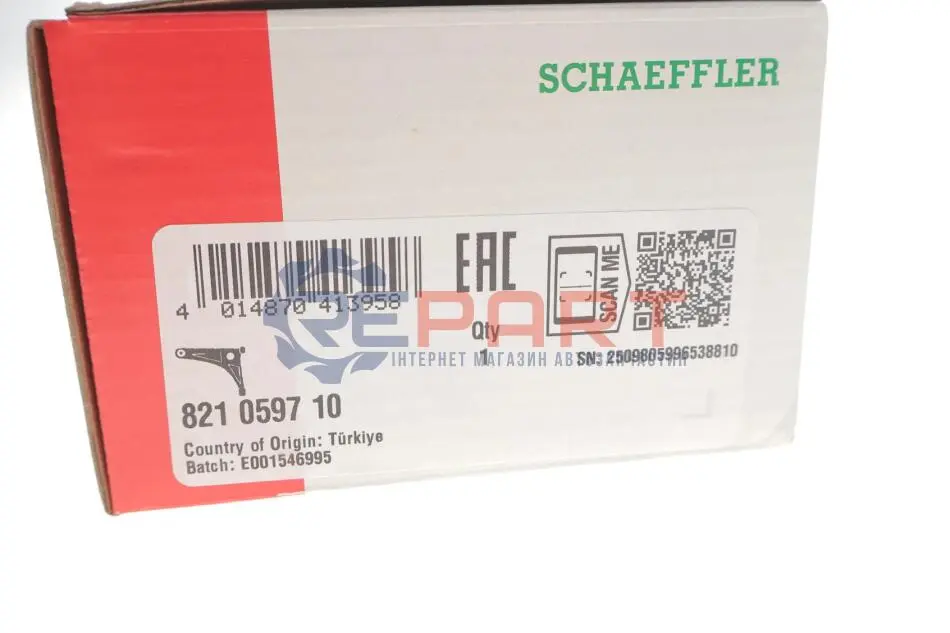 SCHAEFFLER
4 014870 413958
EAC
SCAN ME
Qty
1
SN: 2509805996538810
REPART
ІНТЕРНЕТ МАГАЗИН АВТОЗАПЧАСТИН
821 0597 10
Country of Origin: Türkiye
Batch: E001546995